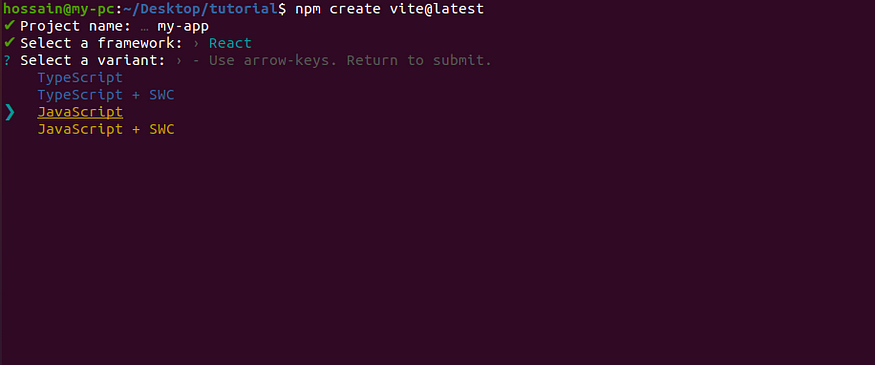 hossain@my-pc:~/Desktop/tutorial$ npm create vite@latest
✔ Project name: … my-app
✔ Select a framework: › React
? Select a variant: › - Use arrow-keys. Return to submit.
TypeScript
TypeScript + SWC
❯ JavaScript
JavaScript + SWC